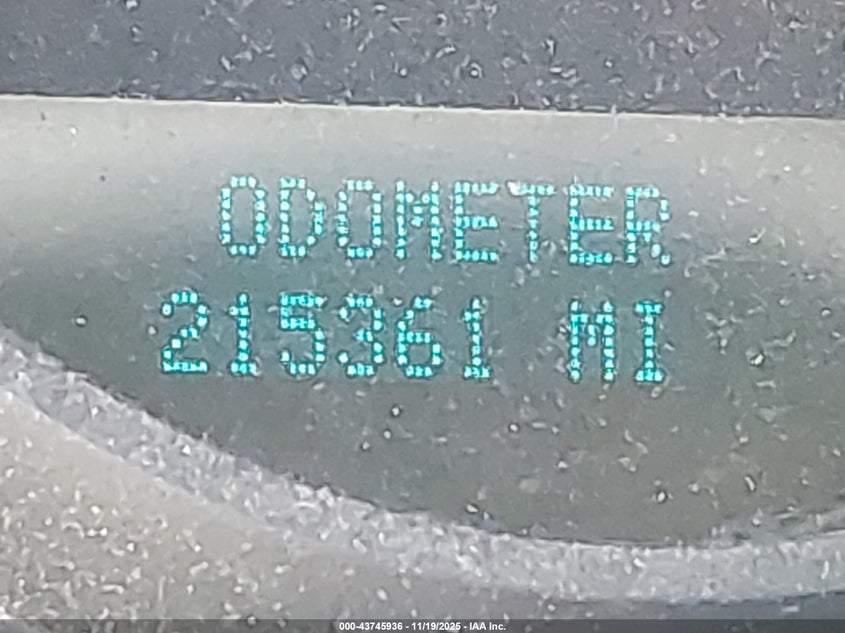 ODOMETER
215361 MI
000-43745936 - 11/19/2025 - IAA Inc.